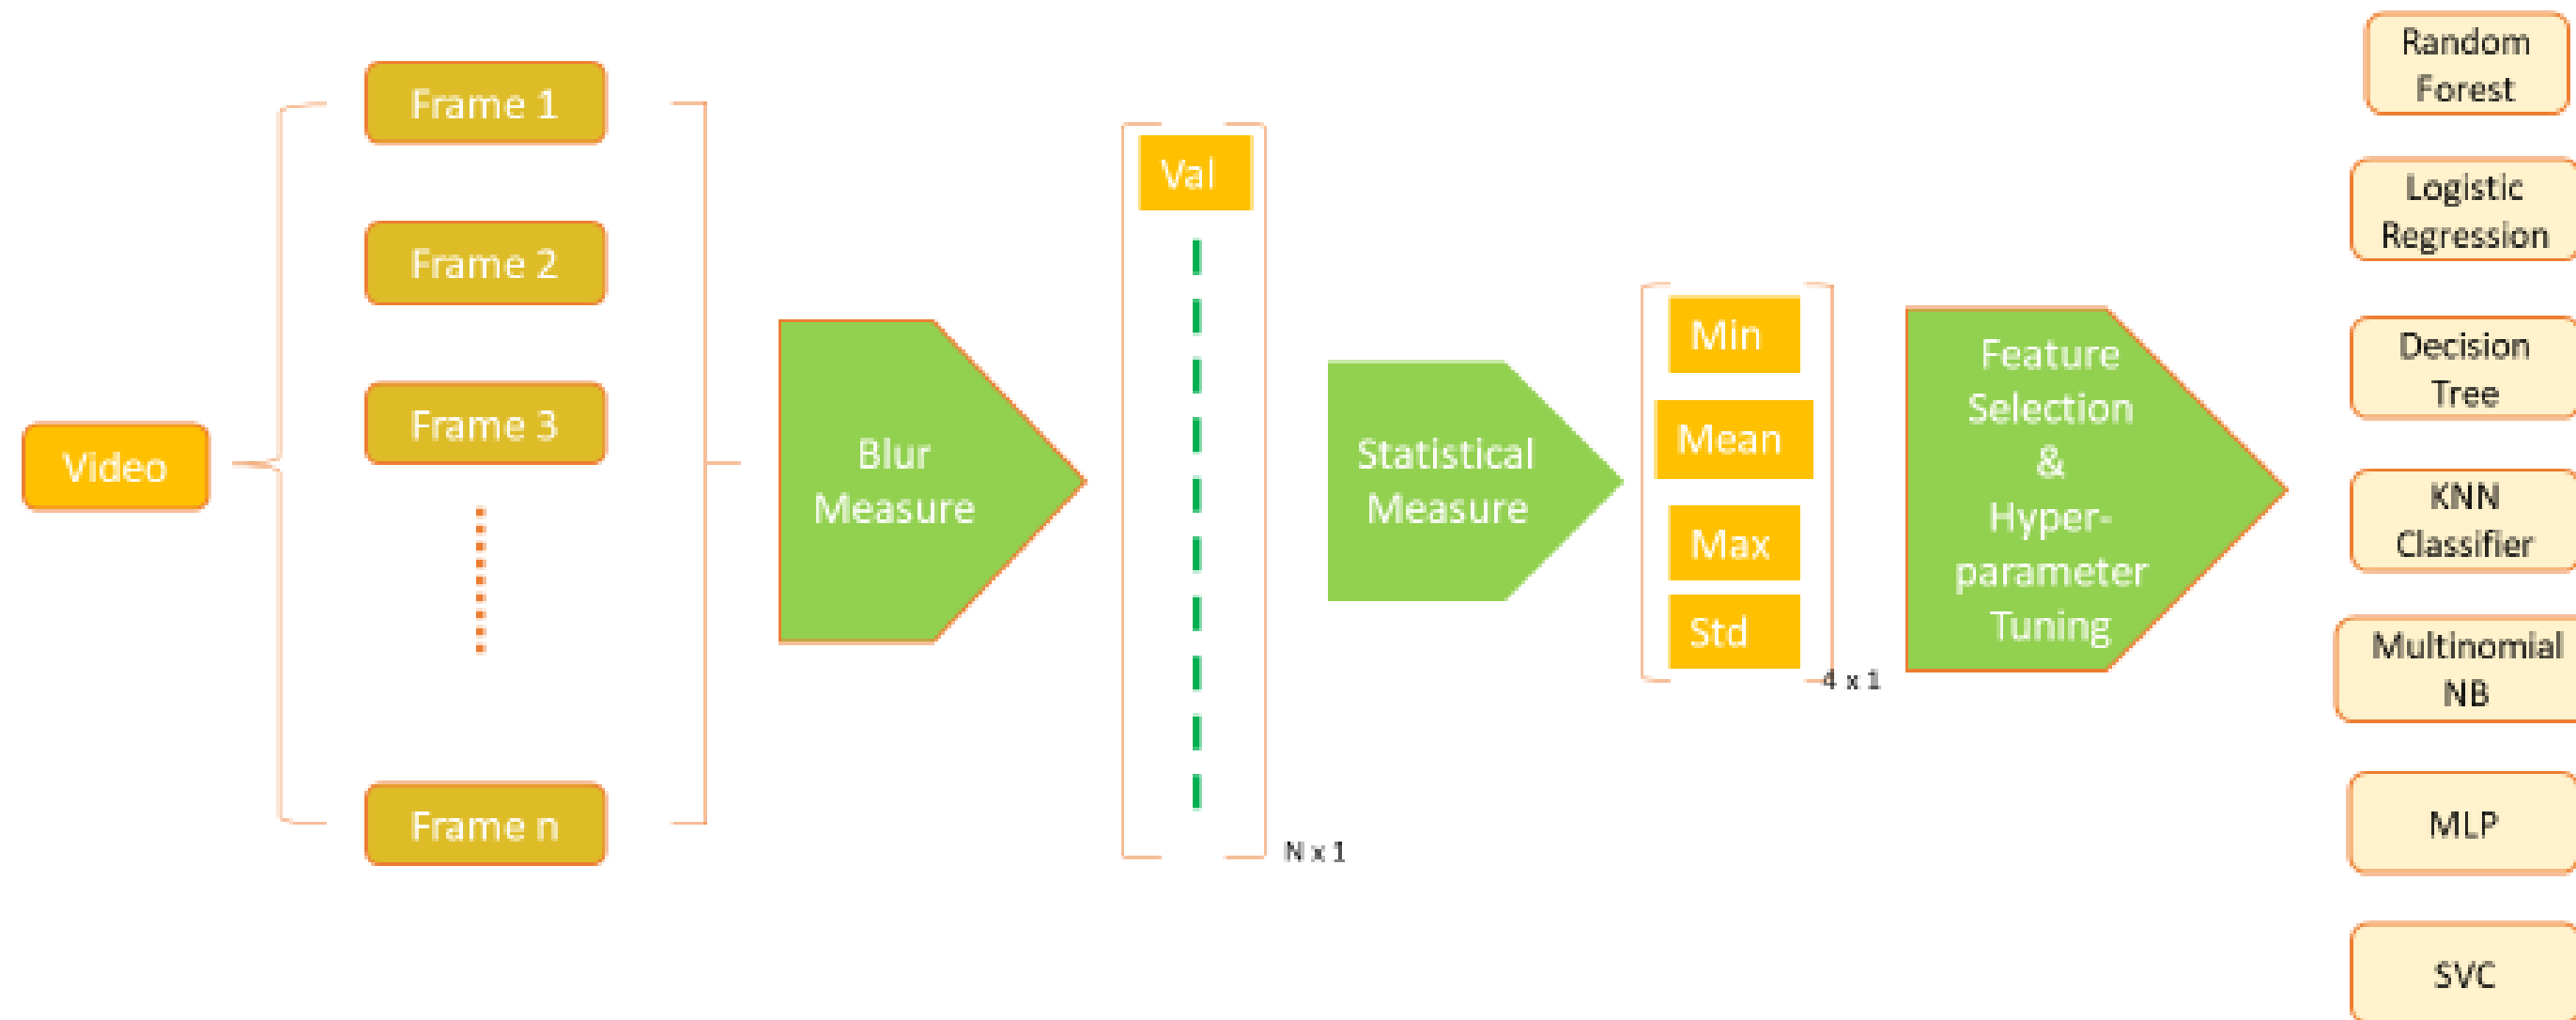 Video
Frame 1
Frame 2
Frame 3
Frame n
Blur
Measure
Val
N x 1
Statistical
Measure
Min
Mean
Max
Std
4 x 1
Feature
Selection
&
Hyper-
parameter
Tuning
Random
Forest
Logistic
Regression
Decision
Tree
KNN
Classifier
Multinomial
NB
MLP
SVC